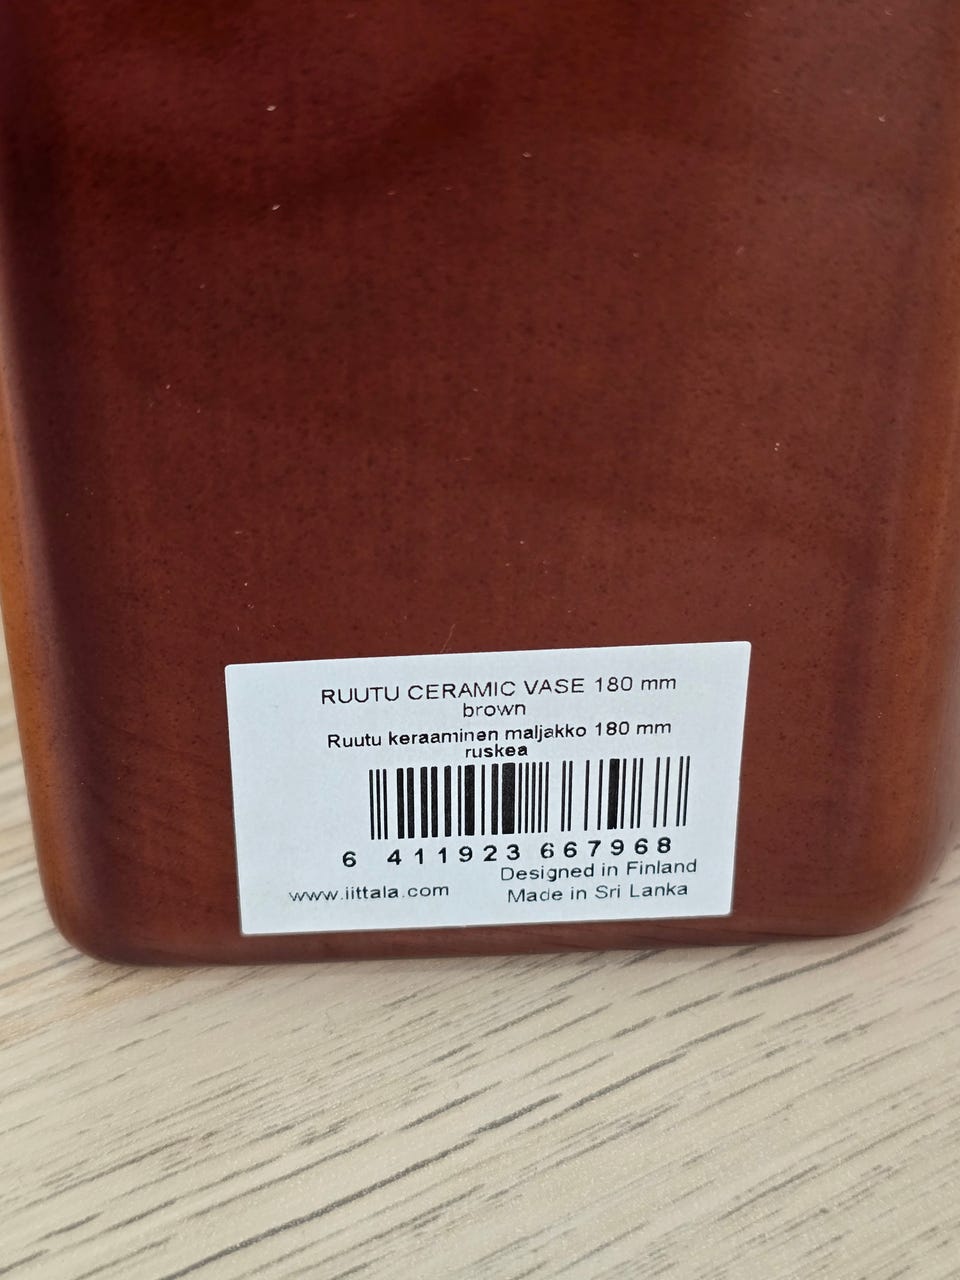 RUUTU CERAMIC VASE 180 mm
brown
Ruutu keraaminen maljakko 180 mm
ruskea
6 411923 667968
Designed in Finland
www.iittala.com
Made in Sri Lanka